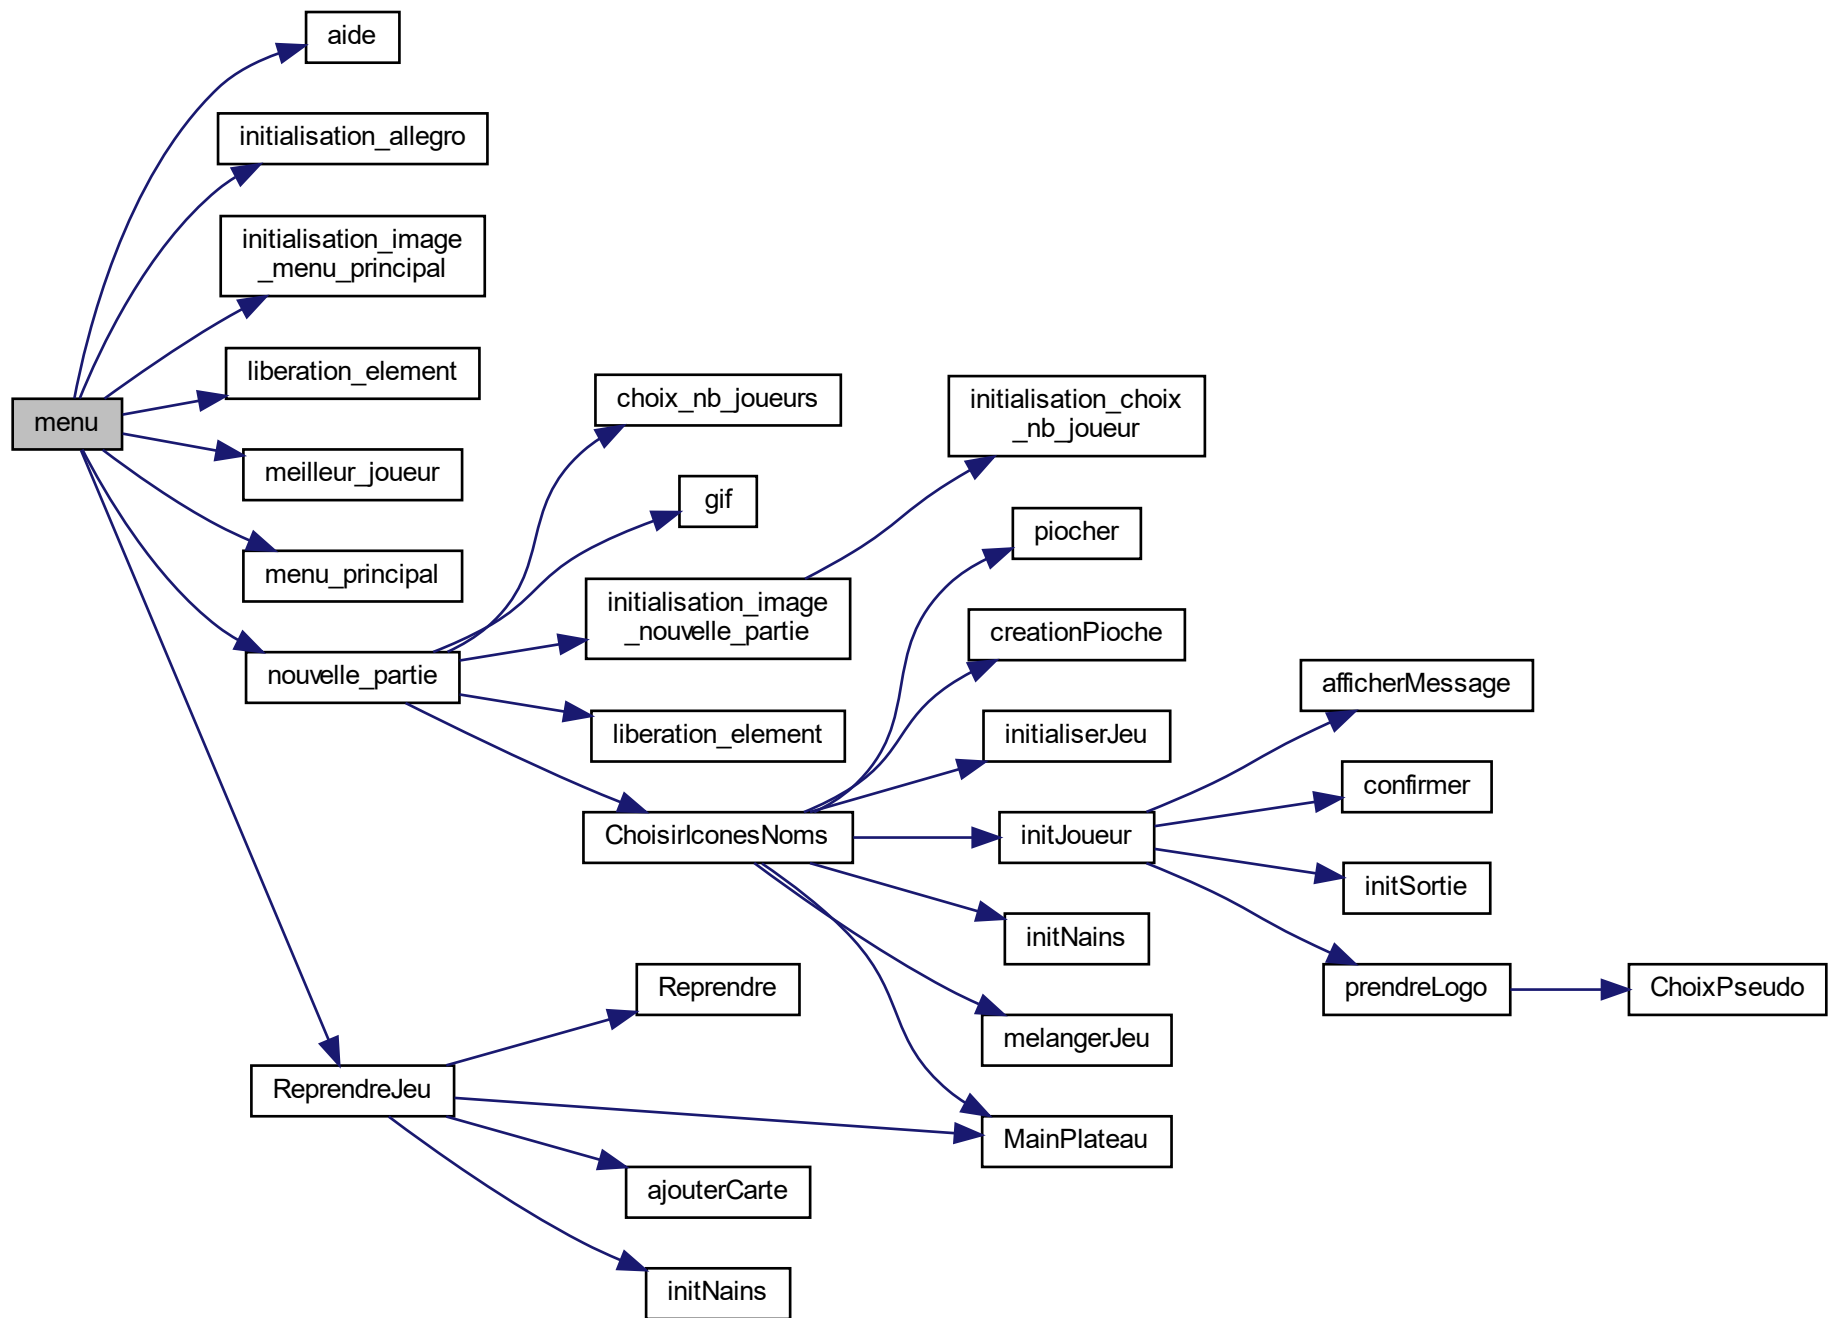 aide
initialisation_allegro
initialisation_image
_menu_principal
liberation_element
menu
meilleur_joueur
menu_principal
nouvelle_partie
ReprendreJeu
choix_nb_joueurs
gif
initialisation_image
_nouvelle_partie
liberation_element
ChoisirIconesNoms
Reprendre
ajouterCarte
initNains
initialisation_choix
_nb_joueur
piocher
creationPioche
initialiserJeu
initJoueur
initNains
melangerJeu
MainPlateau
afficherMessage
confirmer
initSortie
prendreLogo
ChoixPseudo